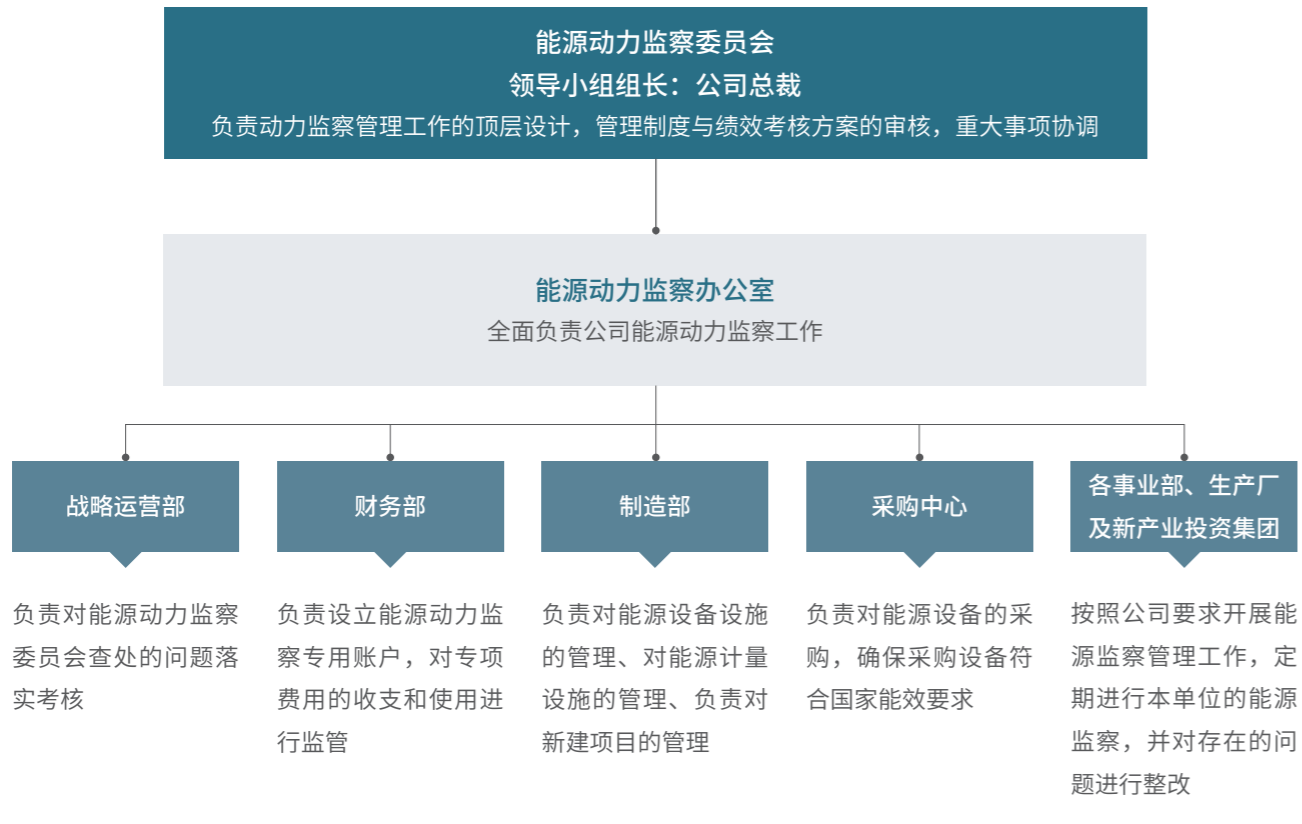 能源动力监察委员会
领导小组组长：公司总裁
负责动力监察管理工作的顶层设计，管理制度与绩效考核方案的审核，重大事项协调
能源动力监察办公室
全面负责公司能源动力监察工作
战略运营部
负责对能源动力监察
委员会查处的问题落
实考核
财务部
负责设立能源动力监
察专用账户，对专项
费用的收支和使用进
行监管
制造部
负责对能源设备设施
的管理、对能源计量
设施的管理、负责对
新建项目的管理
采购中心
负责对能源设备的采
购，确保采购设备符
合国家能效要求
各事业部、生产厂
及新产业投资集团
按照公司要求开展能
源监察管理工作，定
期进行本单位的能源
监察，并对存在的问
题进行整改